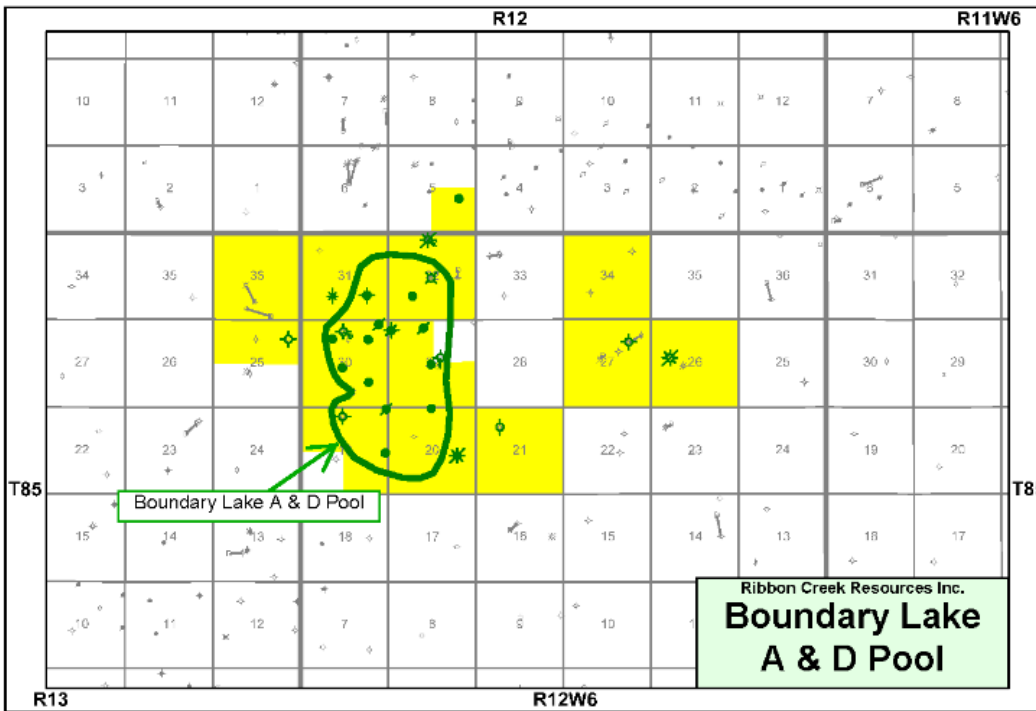 R12
R11W6
10 11 12 7 8 9 10 11 12 7 8
3 2 1 6 5 4 3 2 1 6 5
34 35 35 31 33 34 35 36 31 32
27 26 25 30 28 27 26 25 30 29
22 23 24 19 20 21 22 23 24 19 20
T85
T8
Boundary Lake A & D Pool
15 14 13 18 17 15 15 14 13 18 17
10 11 12 7 8 9 10
Ribbon Creek Resources Inc.
Boundary Lake
A & D Pool
R13
R12W6